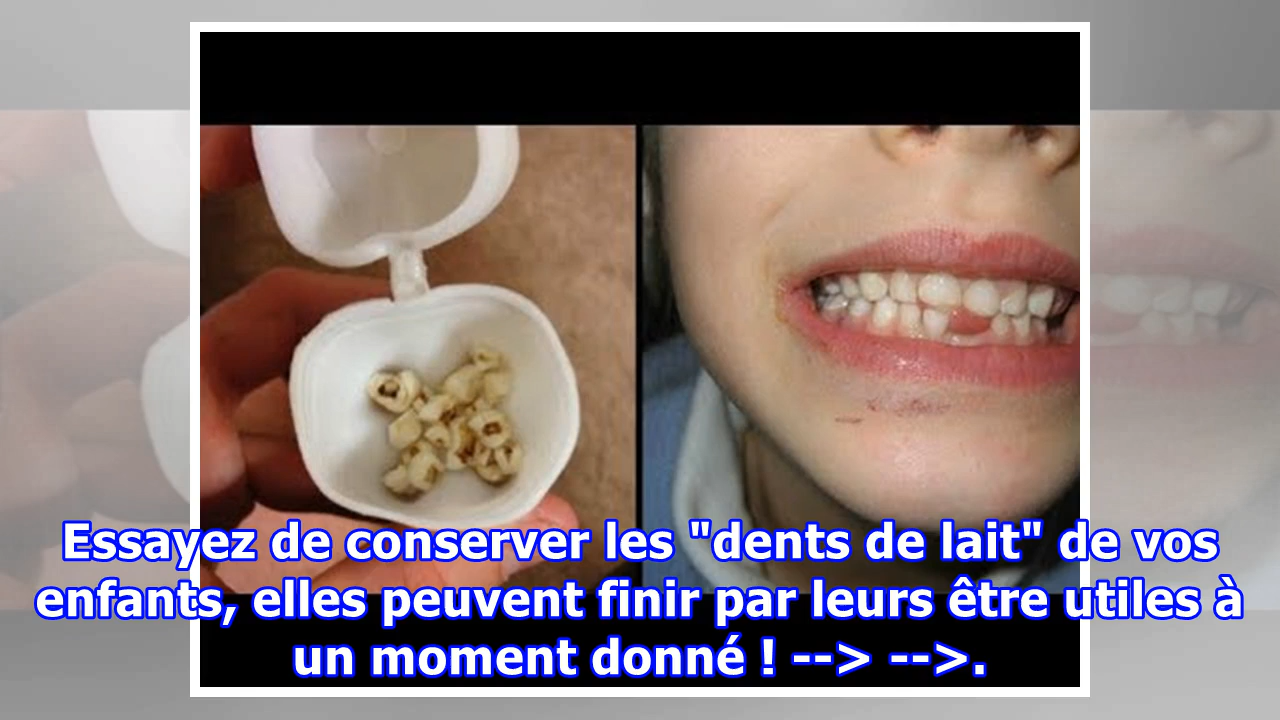 Essayez de conserver les "dents de lait" de vos
enfants, elles peuvent finir par leurs être utiles à
un moment donné ! --> -->.